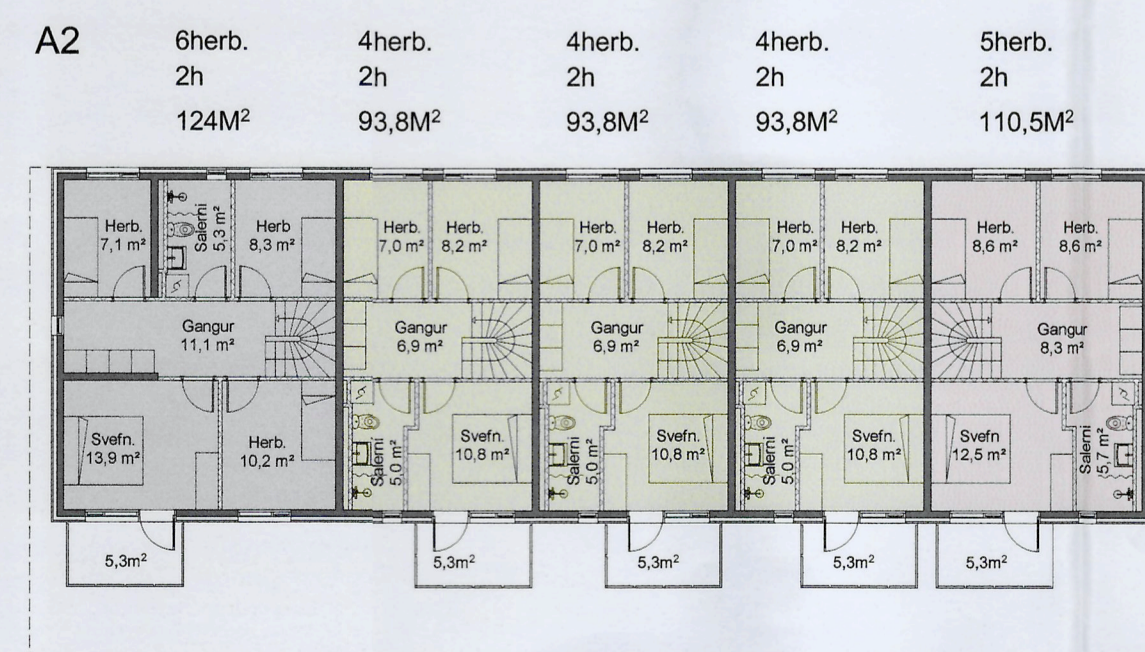 A2
6herb.
2h
124M²
4herb.
2h
93,8M²
4herb.
2h
93,8M²
4herb.
2h
93,8M²
5herb.
2h
110,5M²
Herb.
7,1 m²
Salerni
5,3 m²
Herb
8,3 m²
Herb.
7,0 m²
Herb.
8,2 m²
Herb.
7,0 m²
Herb.
8,2 m²
Herb.
7,0 m²
Herb.
8,2 m²
Herb.
8,6 m²
Herb.
8,6 m²
Gangur
11,1 m²
Gangur
6,9 m²
Gangur
6,9 m²
Gangur
6,9 m²
Gangur
8,3 m²
Svefn.
13,9 m²
Herb.
10,2 m²
Salerni
5,0 m²
Svefn.
10,8 m²
Salerni
5,0 m²
Svefn.
10,8 m²
Salerni
5,0 m²
Svefn.
10,8 m²
Svefn
12,5 m²
Salerni
5,7 m²
5,3m²
5,3m²
5,3m²
5,3m²
5,3m²